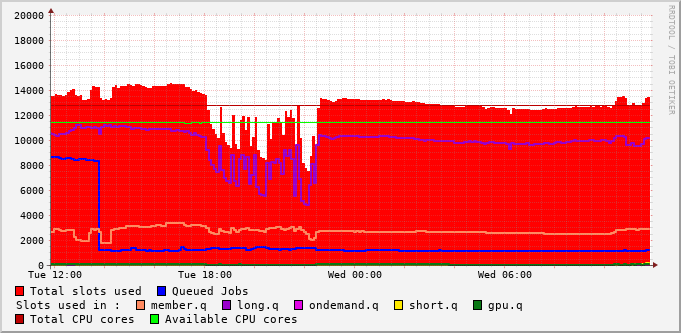 20000
18000
16000
14000
12000
10000
8000
6000
4000
2000
0
Tue 12:00 Tue 18:00 Wed 00:00 Wed 06:00
RRDTOOL / TOBI OETIKER
Total slots used Queued Jobs
Slots used in : member.q long.q ondemand.q short.q gpu.q
Total CPU cores Available CPU cores